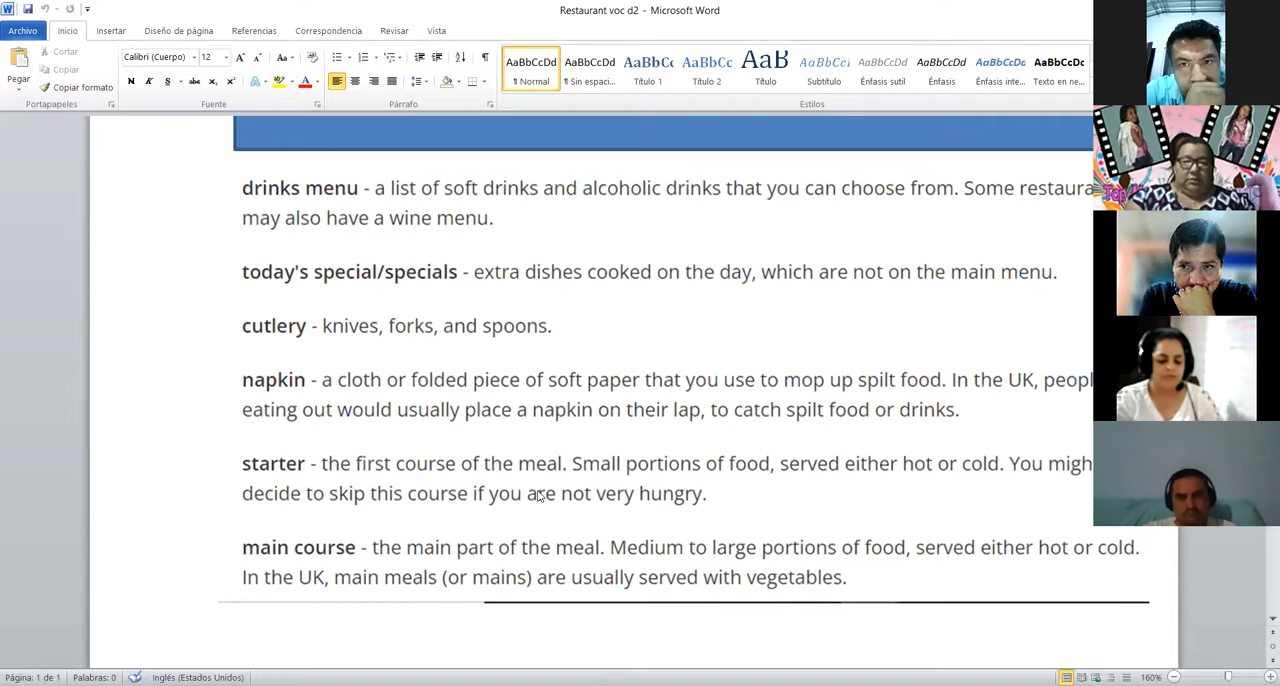 Restaurant voc d2 - Microsoft Word
Archivo Inicio Insertar Diseño de página Referencias Correspondencia Revisar Vista
Pegar
Cortar
Copiar
Copiar formato
Portapapeles
Calibri (Cuerpo) 12
Fuente
Párrafo
AaBbCcDd AaBbCcDd AaBbCc AaBbCc AaB AaBbCcI AaBbCcDd AaBbCcDd AaBbCcDd AaBbCcDc
¶ Normal ¶ Sin espaci... Título 1 Título 2 Título Subtítulo Énfasis sutil Énfasis Énfasis inte... Texto en ne...
Estilos
drinks menu - a list of soft drinks and alcoholic drinks that you can choose from. Some restaura
may also have a wine menu.
today's special/specials - extra dishes cooked on the day, which are not on the main menu.
cutlery - knives, forks, and spoons.
napkin - a cloth or folded piece of soft paper that you use to mop up spilt food. In the UK, peopl
eating out would usually place a napkin on their lap, to catch spilt food or drinks.
starter - the first course of the meal. Small portions of food, served either hot or cold. You migh
decide to skip this course if you are not very hungry.
main course - the main part of the meal. Medium to large portions of food, served either hot or cold.
In the UK, main meals (or mains) are usually served with vegetables.
Página: 1 de 1 Palabras: 0 Inglés (Estados Unidos) 160%